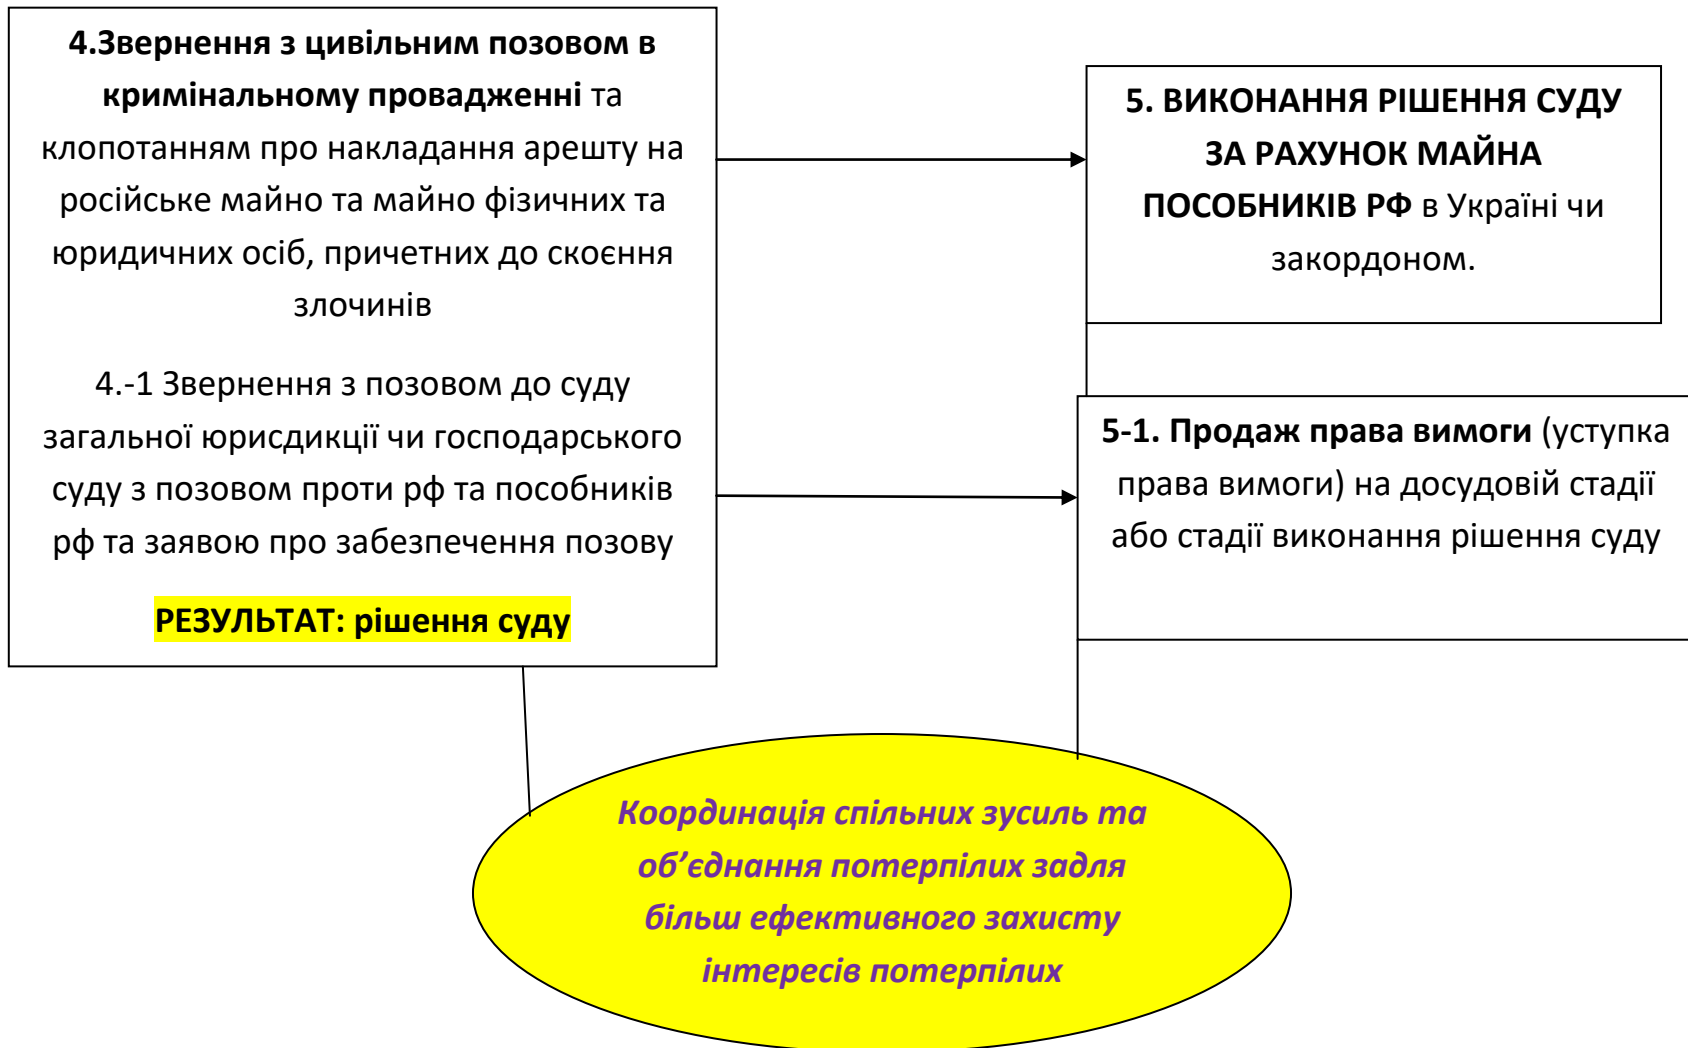 4.Звернення з цивільним позовом в
кримінальному провадженні та
клопотанням про накладання арешту на
російське майно та майно фізичних та
юридичних осіб, причетних до скоєння
злочинів
4.-1 Звернення з позовом до суду
загальної юрисдикції чи господарського
суду з позовом проти рф та пособників
рф та заявою про забезпечення позову
РЕЗУЛЬТАТ: рішення суду
5. ВИКОНАННЯ РІШЕННЯ СУДУ
ЗА РАХУНОК МАЙНА
ПОСОБНИКІВ РФ в Україні чи
закордоном.
5-1. Продаж права вимоги (уступка
права вимоги) на досудовій стадії
або стадії виконання рішення суду
Координація спільних зусиль та
об’єднання потерпілих задля
більш ефективного захисту
інтересів потерпілих